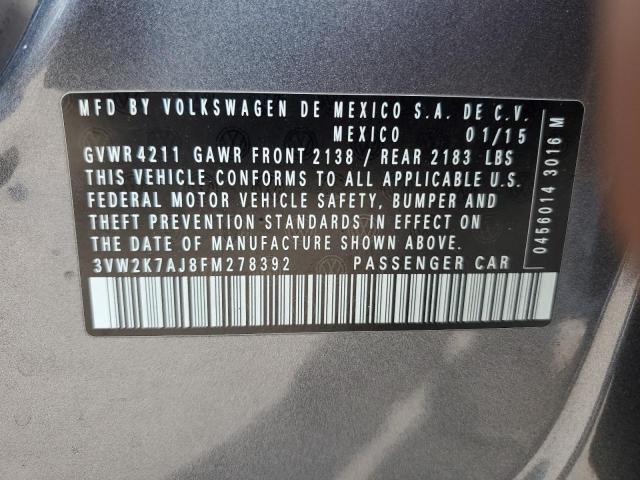 MFD BY VOLKSWAGEN DE MEXICO S.A. DE C.V.
MEXICO 01/15
GVWR 4211 GAWR FRONT 2138 / REAR 2183 LBS
THIS VEHICLE CONFORMS TO ALL APPLICABLE U.S.
FEDERAL MOTOR VEHICLE SAFETY, BUMPER AND
THEFT PREVENTION STANDARDS IN EFFECT ON
THE DATE OF MANUFACTURE SHOWN ABOVE.
3VW2K7AJ8FM278392 PASSENGER CAR
0456014 3016 M